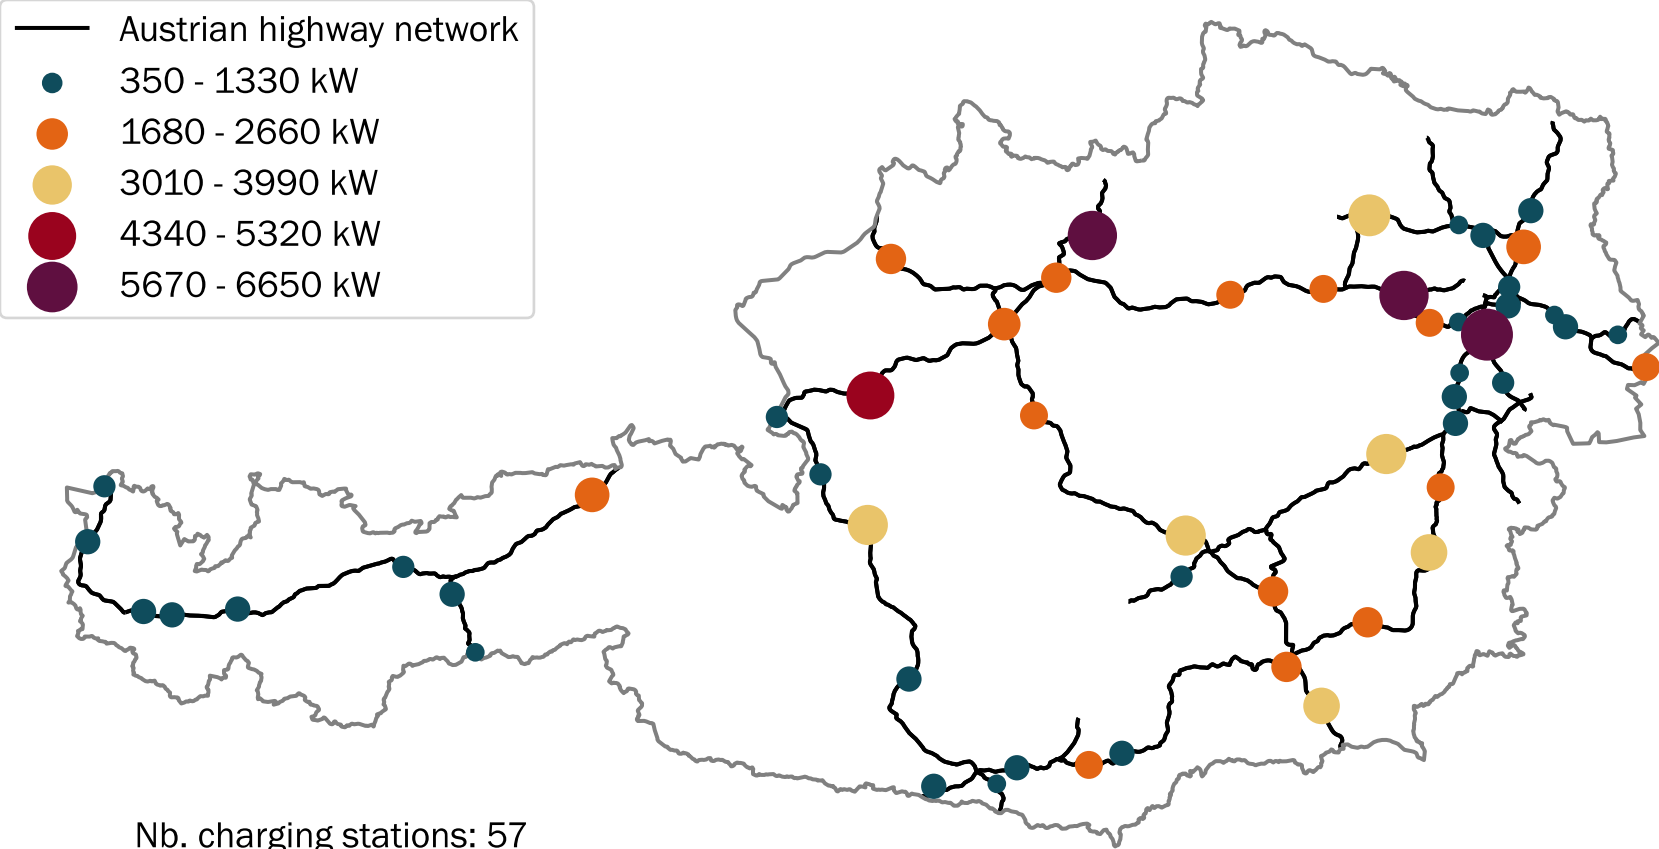 Austrian highway network
350 - 1330 kW
1680 - 2660 kW
3010 - 3990 kW
4340 - 5320 kW
5670 - 6650 kW
Nb. charging stations: 57